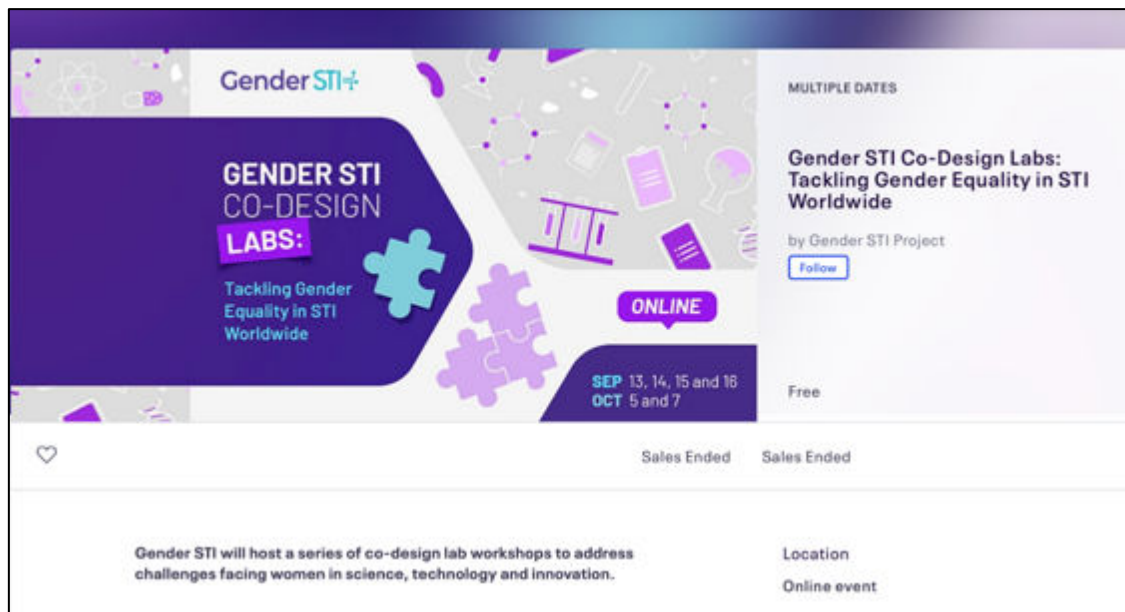 Gender STI
GENDER STI
CO-DESIGN
LABS:
Tackling Gender
Equality in STI
Worldwide
ONLINE
SEP 13, 14, 15 and 16
OCT 5 and 7
MULTIPLE DATES
Gender STI Co-Design Labs:
Tackling Gender Equality in STI
Worldwide
by Gender STI Project
Follow
Free
Sales Ended
Sales Ended
Gender STI will host a series of co-design lab workshops to address
challenges facing women in science, technology and innovation.
Location
Online event